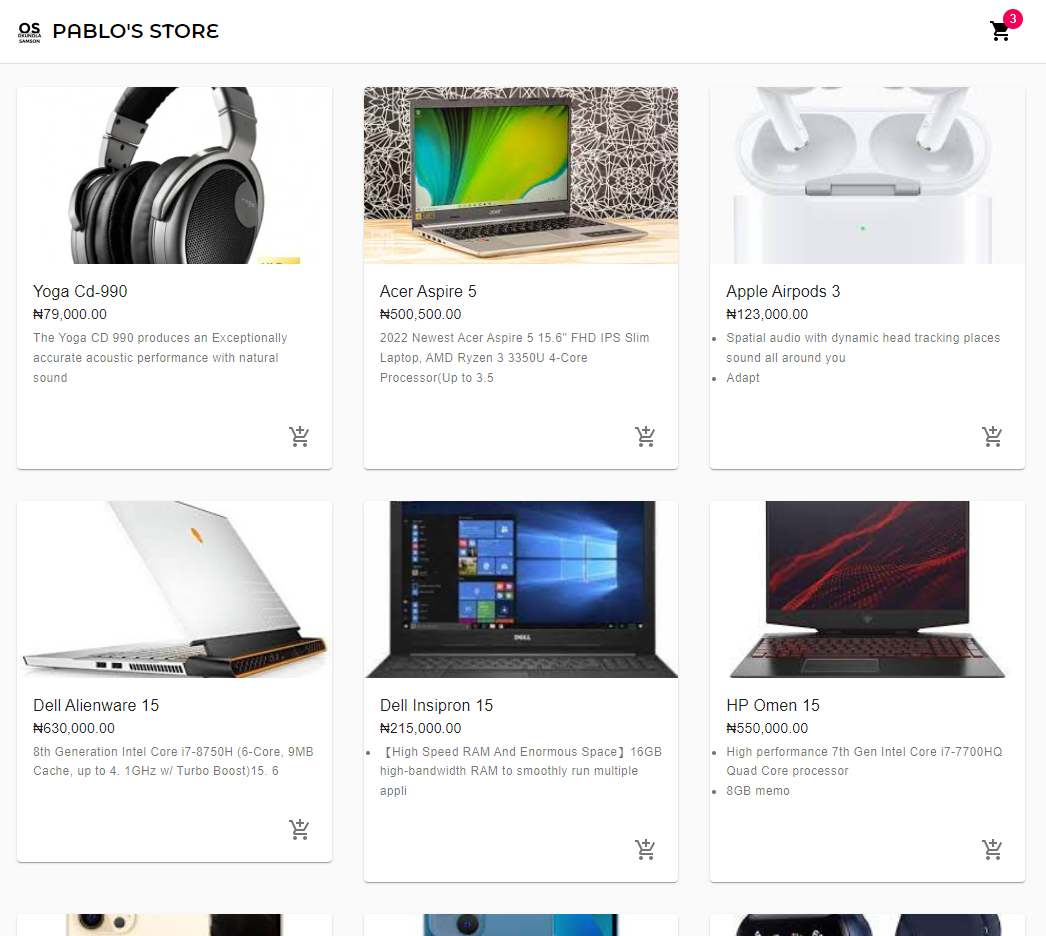 OS
OKUNOLA
SAMSON
PABLO'S STORE
3
Yoga Cd-990
₦79,000.00
The Yoga CD 990 produces an Exceptionally
accurate acoustic performance with natural
sound
acer
Acer Aspire 5
₦500,500.00
2022 Newest Acer Aspire 5 15.6" FHD IPS Slim
Laptop, AMD Ryzen 3 3350U 4-Core
Processor(Up to 3.5
Apple Airpods 3
₦123,000.00
• Spatial audio with dynamic head tracking places
sound all around you
• Adapt
Dell Alienware 15
₦630,000.00
8th Generation Intel Core i7-8750H (6-Core, 9MB
Cache, up to 4. 1GHz w/ Turbo Boost)15. 6
DELL
Dell Insipron 15
₦215,000.00
• 【High Speed RAM And Enormous Space】16GB
high-bandwidth RAM to smoothly run multiple
appli
HP Omen 15
₦550,000.00
• High performance 7th Gen Intel Core i7-7700HQ
Quad Core processor
• 8GB memo